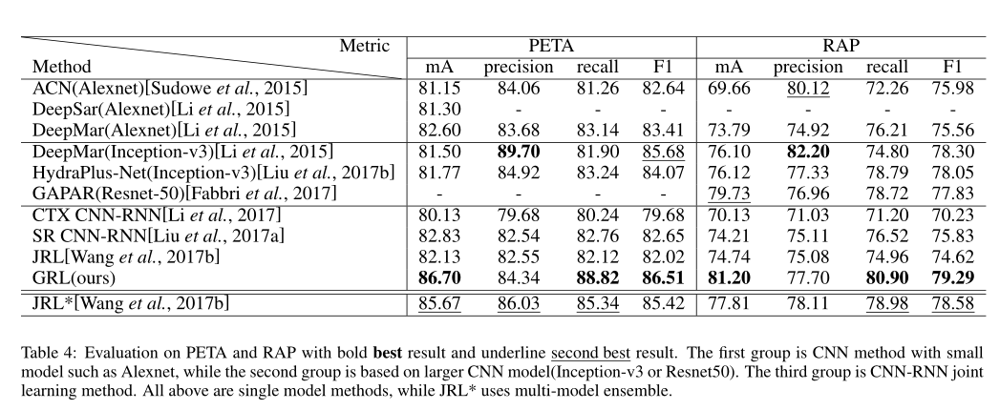 Metric PETA RAP
Method mA precision recall F1 mA precision recall F1
ACN(Alexnet)[Sudowe et al., 2015] 81.15 84.06 81.26 82.64 69.66 80.12 72.26 75.98
DeepSar(Alexnet)[Li et al., 2015] 81.30 - - - - - - -
DeepMar(Alexnet)[Li et al., 2015] 82.60 83.68 83.14 83.41 73.79 74.92 76.21 75.56
DeepMar(Inception-v3)[Li et al., 2015] 81.50 89.70 81.90 85.68 76.10 82.20 74.80 78.30
HydraPlus-Net(Inception-v3)[Liu et al., 2017b] 81.77 84.92 83.24 84.07 76.12 77.33 78.79 78.05
GAPAR(Resnet-50)[Fabbri et al., 2017] - - - - 79.73 76.96 78.72 77.83
CTX CNN-RNN[Li et al., 2017] 80.13 79.68 80.24 79.68 70.13 71.03 71.20 70.23
SR CNN-RNN[Liu et al., 2017a] 82.83 82.54 82.76 82.65 74.21 75.11 76.52 75.83
JRL[Wang et al., 2017b] 82.13 82.55 82.12 82.02 74.74 75.08 74.96 74.62
GRL(ours) 86.70 84.34 88.82 86.51 81.20 77.70 80.90 79.29
JRL*[Wang et al., 2017b] 85.67 86.03 85.34 85.42 77.81 78.11 78.98 78.58
Table 4: Evaluation on PETA and RAP with bold best result and underline second best result. The first group is CNN method with small
model such as Alexnet, while the second group is based on larger CNN model(Inception-v3 or Resnet50). The third group is CNN-RNN joint
learning method. All above are single model methods, while JRL* uses multi-model ensemble.